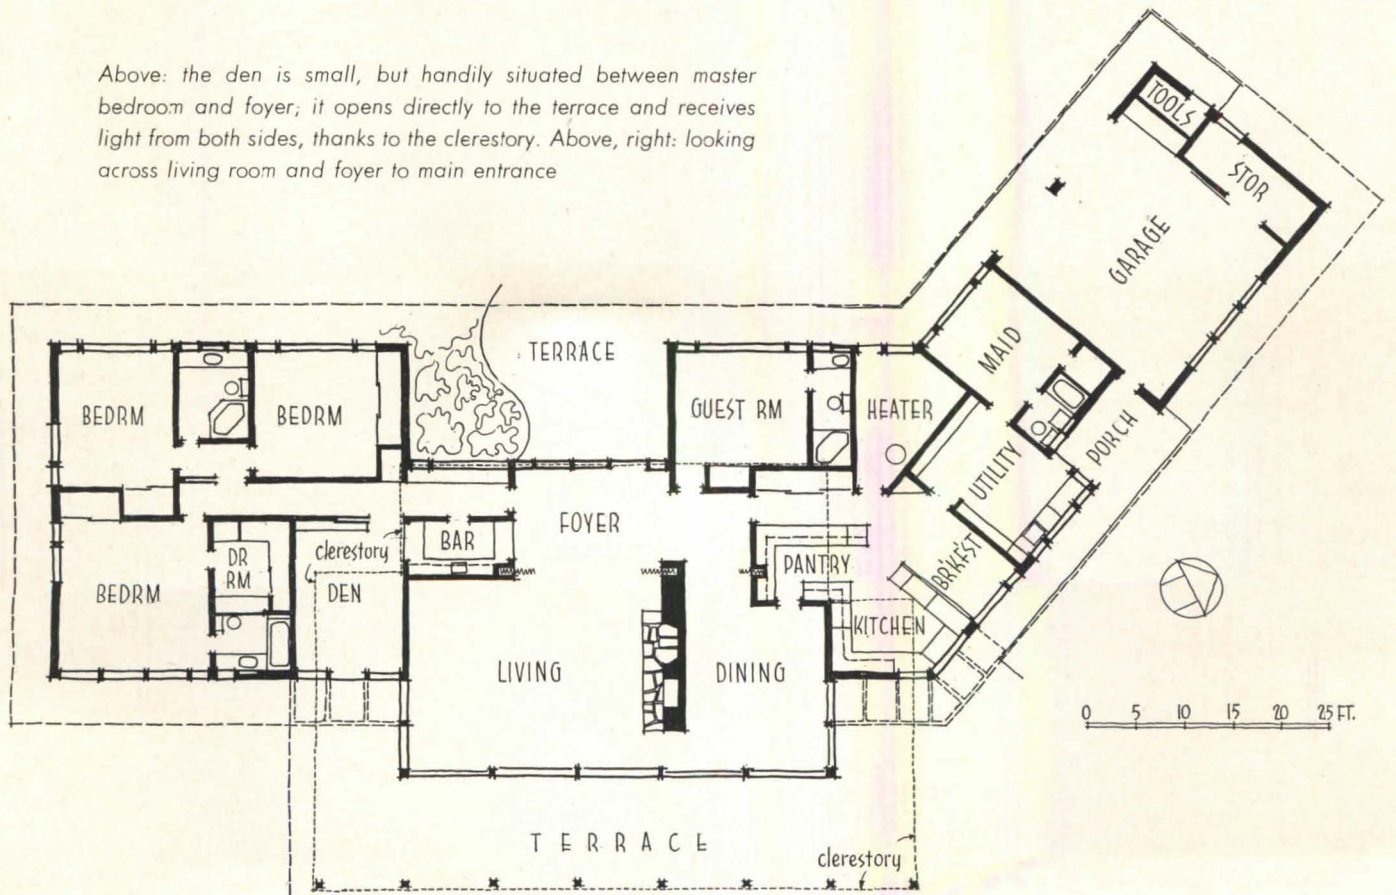 Above: the den is small, but handily situated between master
bedroom and foyer; it opens directly to the terrace and receives
light from both sides, thanks to the clerestory. Above, right: looking
across living room and foyer to main entrance
TOOLS
STOR
GARAGE
TERRACE
MAID
BEDRM
BEDRM
GUEST RM
HEATER
PORCH
UTILITY
FOYER
clerestory
BAR
DR
RM
PANTRY
BRKFST
BEDRM
DEN
KITCHEN
LIVING
DINING
0 5 10 15 20 25 FT.
TERRACE
clerestory